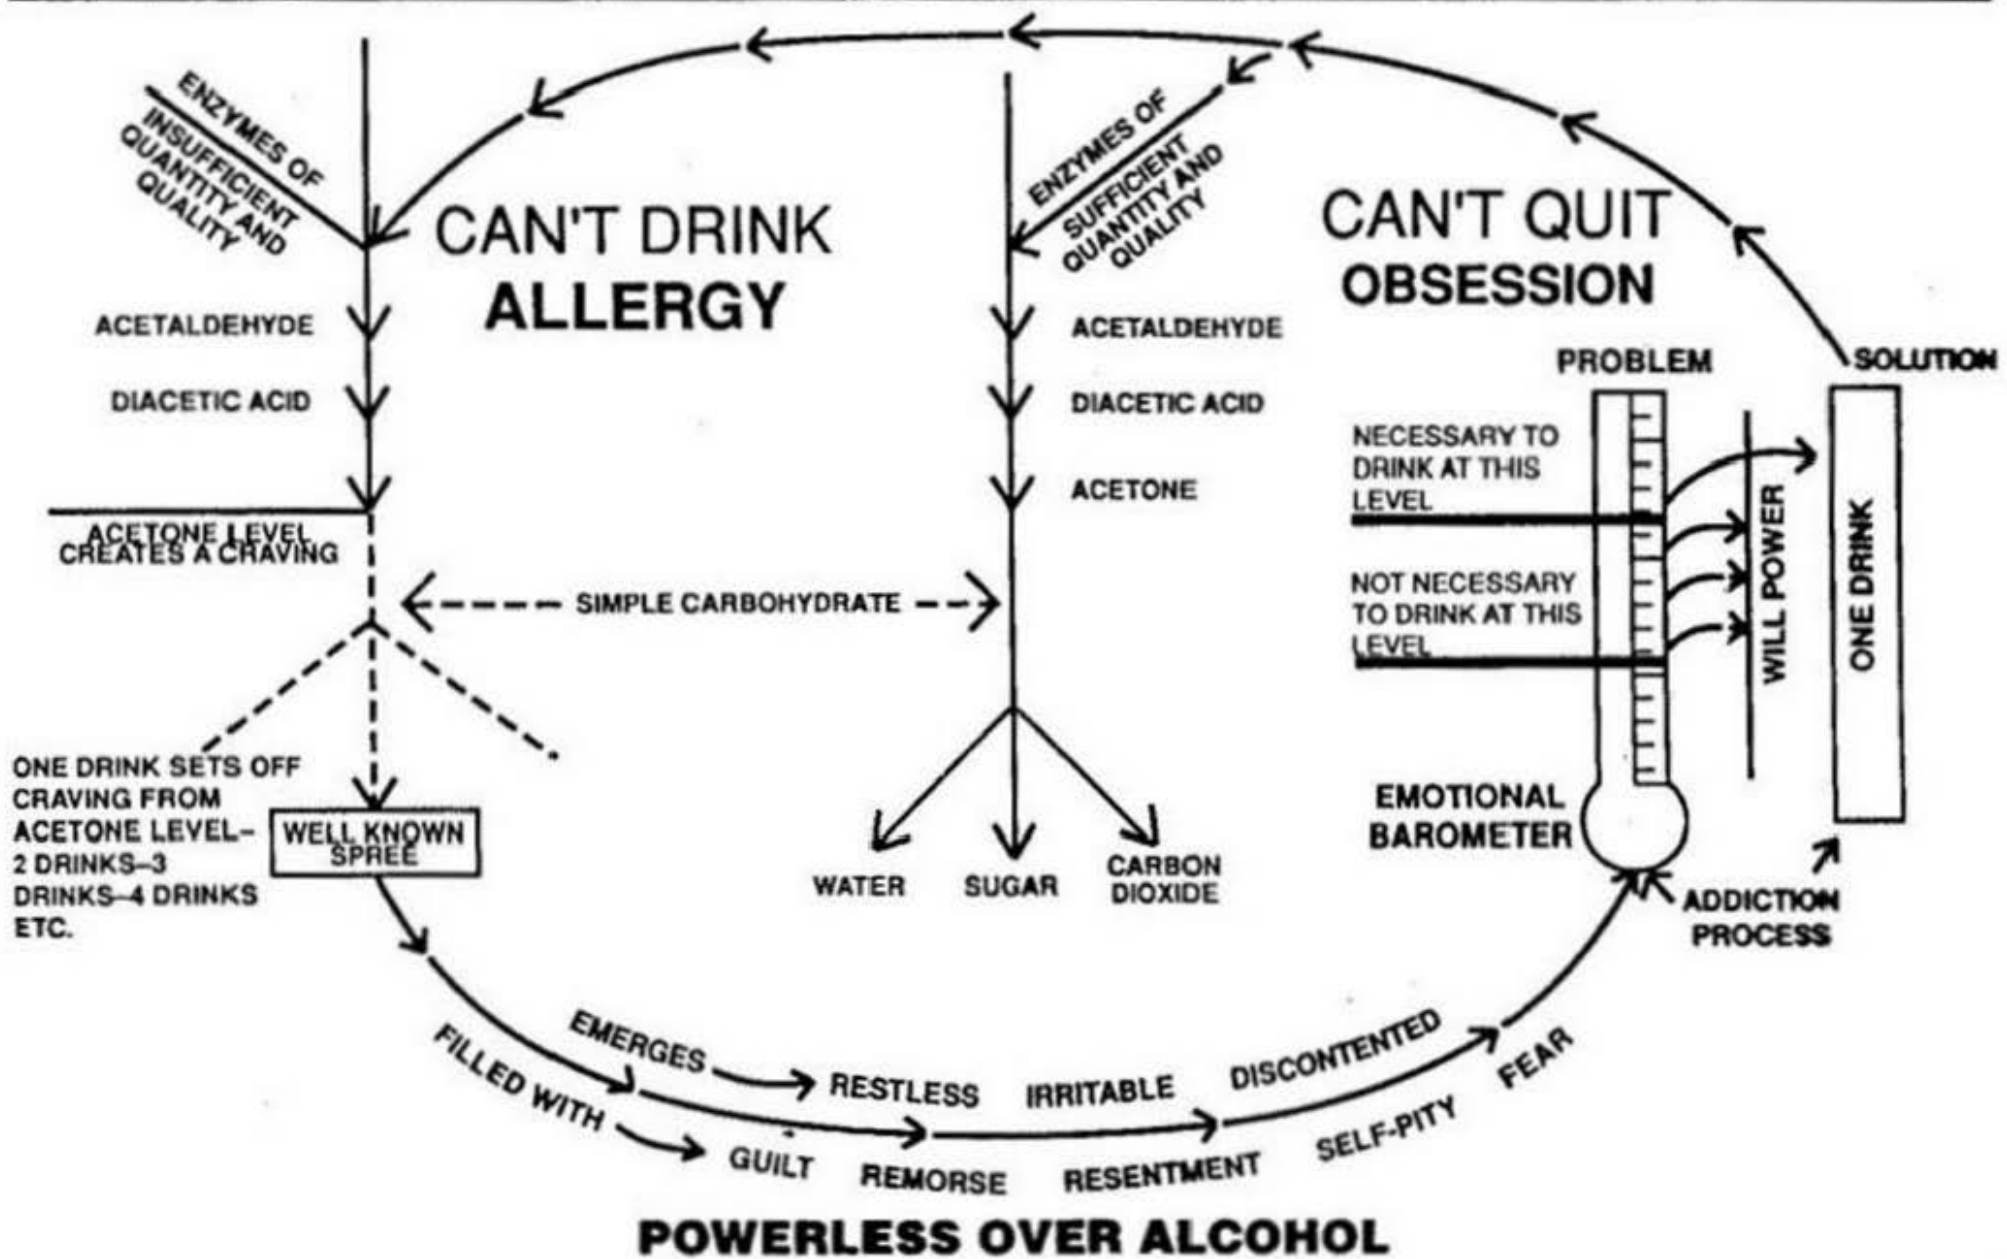 ENZYMES OF
INSUFFICIENT
QUANTITY AND
QUALITY
CAN'T DRINK
ALLERGY
ACETALDEHYDE
DIACETIC ACID
ACETONE LEVEL
CREATES A CRAVING
ONE DRINK SETS OFF
CRAVING FROM
ACETONE LEVEL–
2 DRINKS–3
DRINKS–4 DRINKS
ETC.
WELL KNOWN
SPREE
SIMPLE CARBOHYDRATE
ENZYMES OF
SUFFICIENT
QUANTITY AND
QUALITY
ACETALDEHYDE
DIACETIC ACID
ACETONE
WATER
SUGAR
CARBON
DIOXIDE
CAN'T QUIT
OBSESSION
PROBLEM
SOLUTION
NECESSARY TO
DRINK AT THIS
LEVEL
NOT NECESSARY
TO DRINK AT THIS
LEVEL
WILL POWER
ONE DRINK
EMOTIONAL
BAROMETER
ADDICTION
PROCESS
EMERGES RESTLESS IRRITABLE DISCONTENTED
FILLED WITH GUILT REMORSE RESENTMENT SELF-PITY FEAR
POWERLESS OVER ALCOHOL